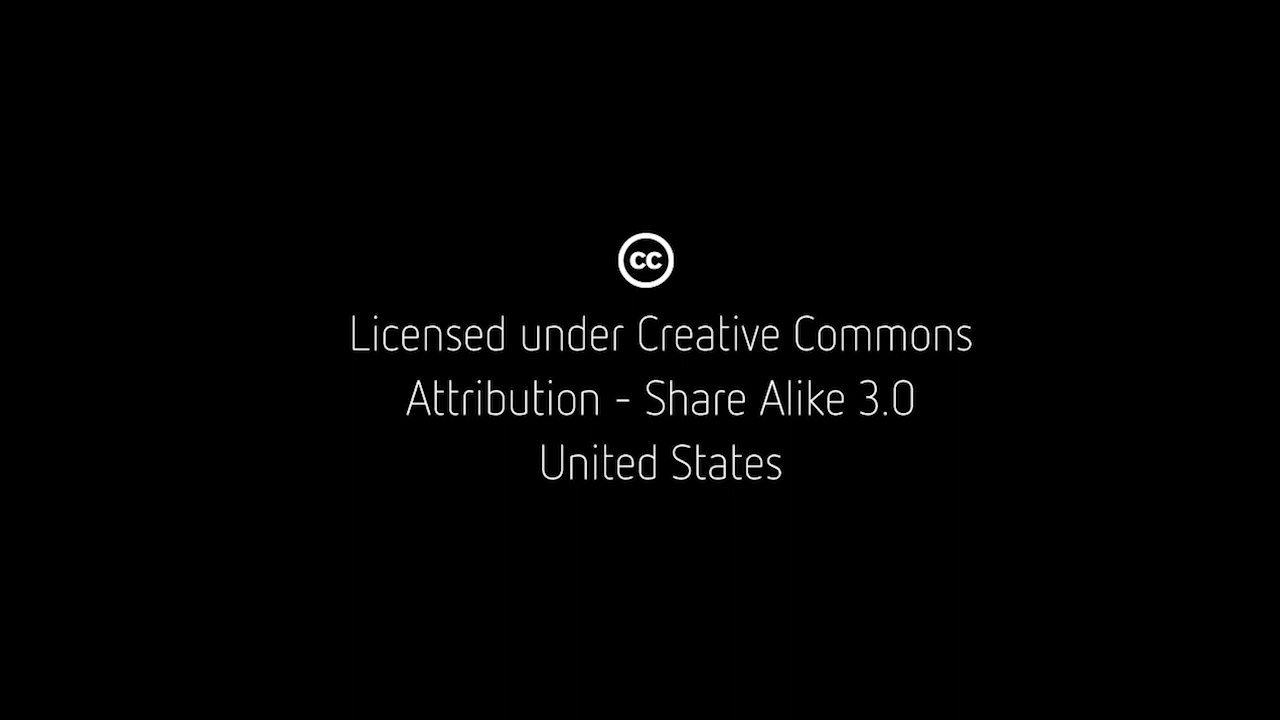 cc
Licensed under Creative Commons
Attribution - Share Alike 3.0
United States